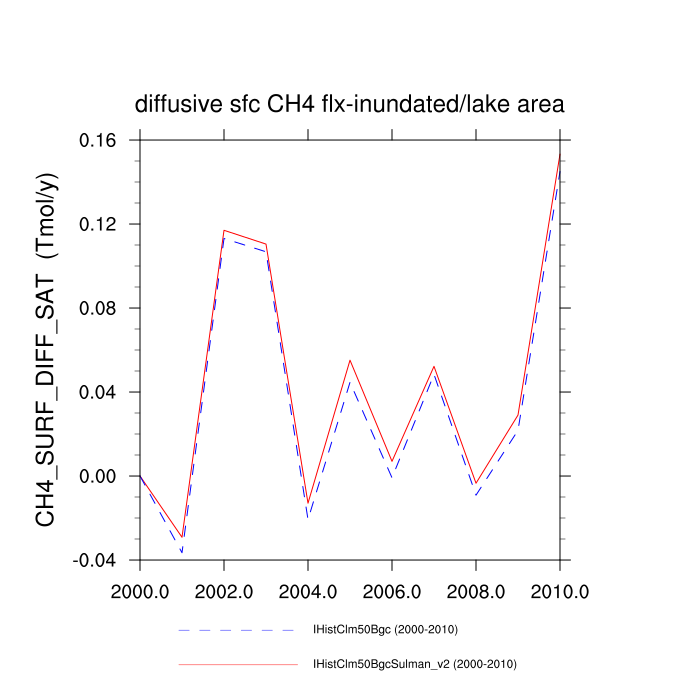 diffusive sfc CH4 flx-inundated/lake area
CH4_SURF_DIFF_SAT (Tmol/y)
0.16
0.12
0.08
0.04
0.00
-0.04
2000.0 2002.0 2004.0 2006.0 2008.0 2010.0
IHistClm50Bgc (2000-2010)
IHistClm50BgcSulman_v2 (2000-2010)